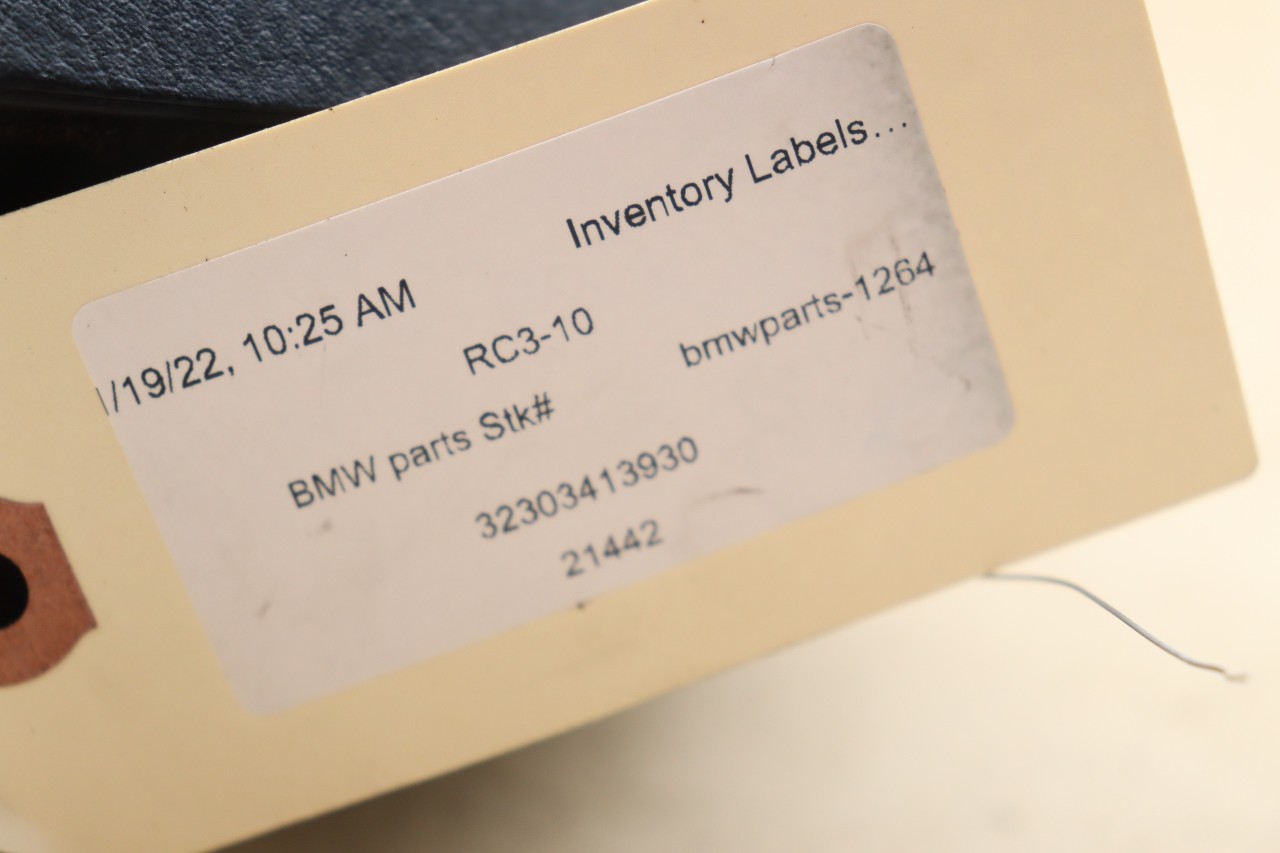 /19/22, 10:25 AM
Inventory Labels...
RC3-10
BMW parts Stk#
bmwparts-1264
32303413930
21442